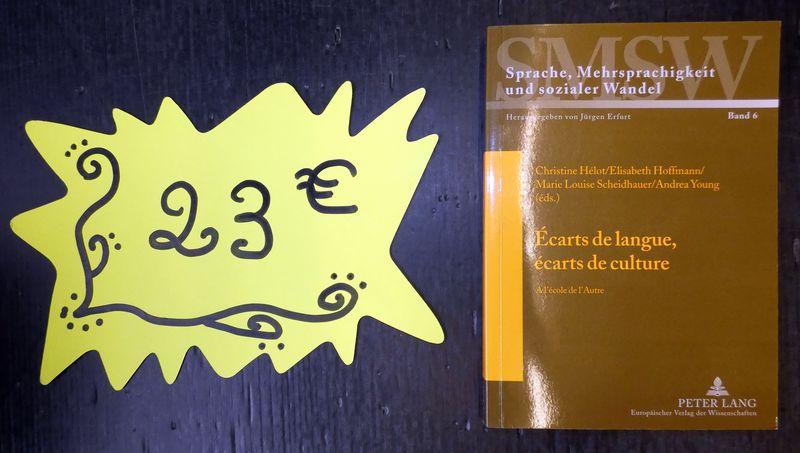 23 €
SMSW
Sprache, Mehrsprachigkeit
und sozialer Wandel
Herausgegeben von Jürgen Erfurt
Band 6
Christine Hélot/Elisabeth Hoffmann/
Marie Louise Scheidhauer/Andrea Young
(éds.)
Écarts de langue,
écarts de culture
A l'école de l'Autre
PETER LANG
Europäischer Verlag der Wissenschaften